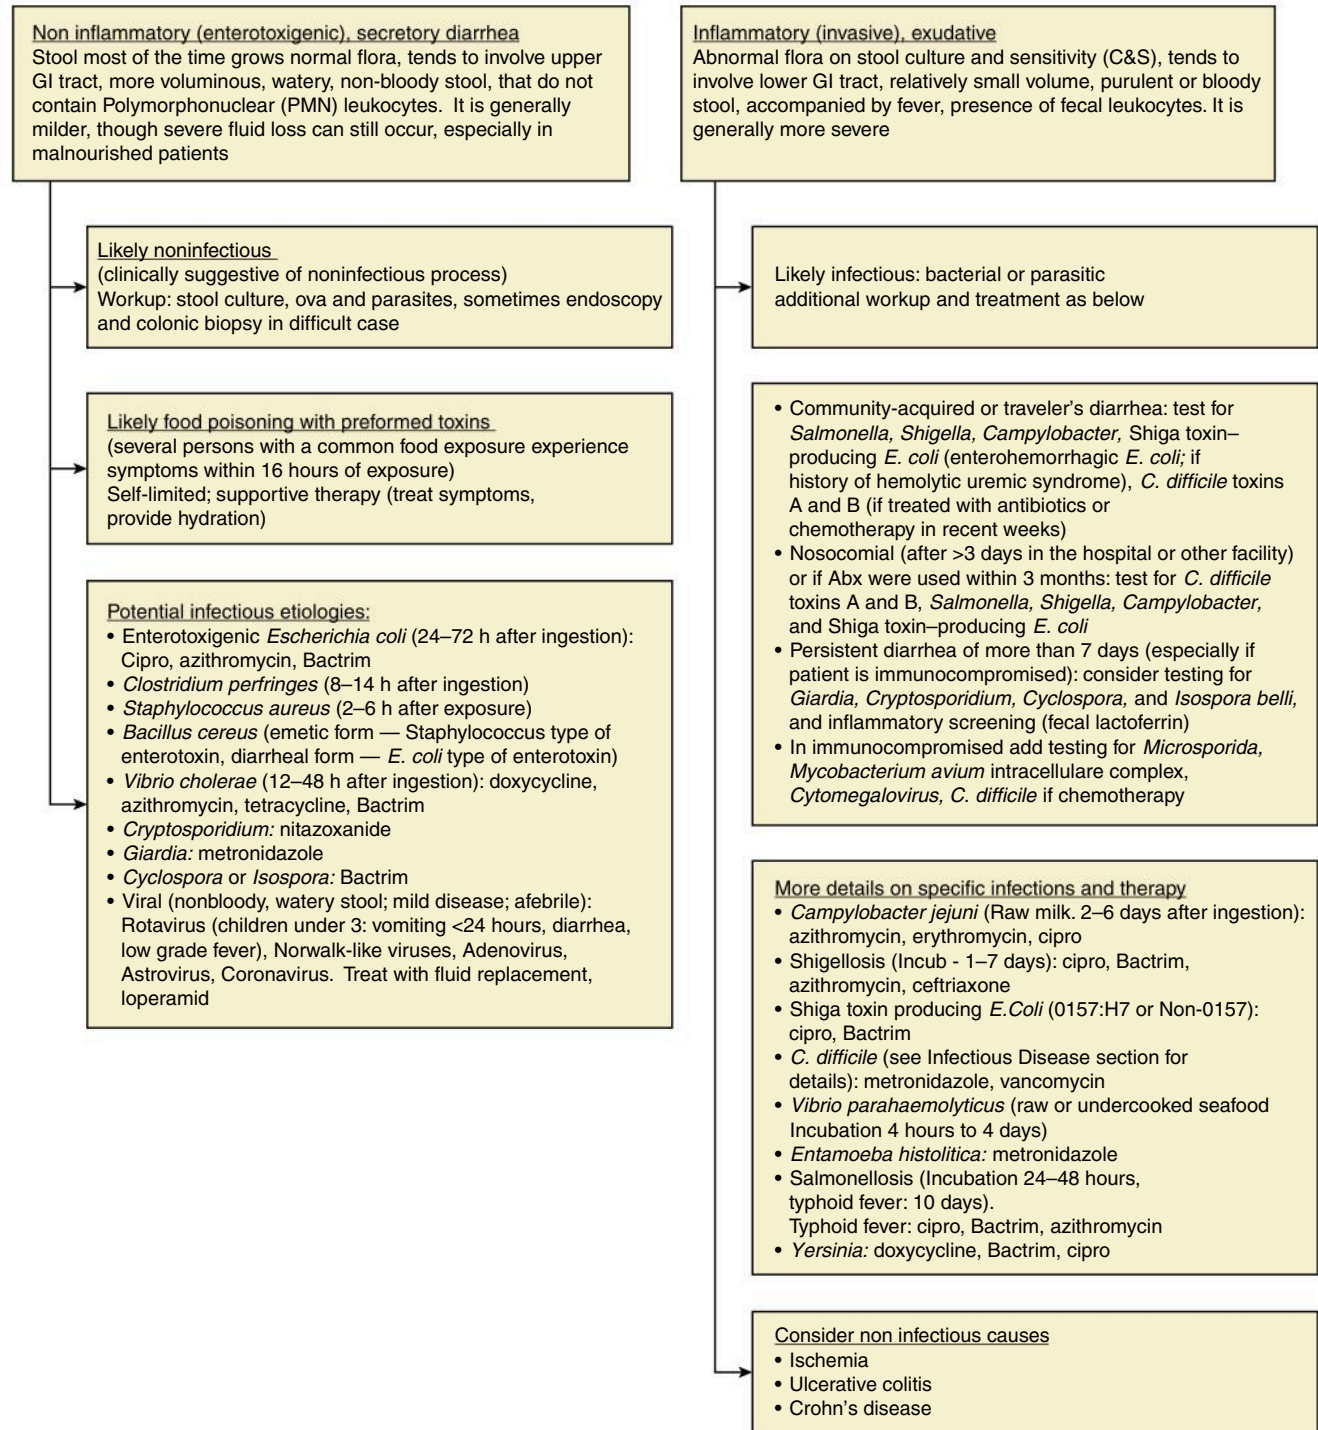 Non inflammatory (enterotoxigenic), secretory diarrhea
Stool most of the time grows normal flora, tends to involve upper
GI tract, more voluminous, watery, non-bloody stool, that do not
contain Polymorphonuclear (PMN) leukocytes. It is generally
milder, though severe fluid loss can still occur, especially in
malnourished patients
Likely noninfectious
(clinically suggestive of noninfectious process)
Workup: stool culture, ova and parasites, sometimes endoscopy
and colonic biopsy in difficult case
Likely food poisoning with preformed toxins
(several persons with a common food exposure experience
symptoms within 16 hours of exposure)
Self-limited; supportive therapy (treat symptoms,
provide hydration)
Potential infectious etiologies:
• Enterotoxigenic Escherichia coli (24–72 h after ingestion):
Cipro, azithromycin, Bactrim
• Clostridium perfringes (8–14 h after ingestion)
• Staphylococcus aureus (2–6 h after exposure)
• Bacillus cereus (emetic form — Staphylococcus type of
enterotoxin, diarrheal form — E. coli type of enterotoxin)
• Vibrio cholerae (12–48 h after ingestion): doxycycline,
azithromycin, tetracycline, Bactrim
• Cryptosporidium: nitazoxanide
• Giardia: metronidazole
• Cyclospora or Isospora: Bactrim
• Viral (nonbloody, watery stool; mild disease; afebrile):
Rotavirus (children under 3: vomiting <24 hours, diarrhea,
low grade fever), Norwalk-like viruses, Adenovirus,
Astrovirus, Coronavirus. Treat with fluid replacement,
loperamid
Inflammatory (invasive), exudative
Abnormal flora on stool culture and sensitivity (C&S), tends to
involve lower GI tract, relatively small volume, purulent or bloody
stool, accompanied by fever, presence of fecal leukocytes. It is
generally more severe
Likely infectious: bacterial or parasitic
additional workup and treatment as below
• Community-acquired or traveler's diarrhea: test for
Salmonella, Shigella, Campylobacter, Shiga toxin–
producing E. coli (enterohemorrhagic E. coli; if
history of hemolytic uremic syndrome), C. difficile toxins
A and B (if treated with antibiotics or
chemotherapy in recent weeks)
• Nosocomial (after >3 days in the hospital or other facility)
or if Abx were used within 3 months: test for C. difficile
toxins A and B, Salmonella, Shigella, Campylobacter,
and Shiga toxin–producing E. coli
• Persistent diarrhea of more than 7 days (especially if
patient is immunocompromised): consider testing for
Giardia, Cryptosporidium, Cyclospora, and Isospora belli,
and inflammatory screening (fecal lactoferrin)
• In immunocompromised add testing for Microsporida,
Mycobacterium avium intracellulare complex,
Cytomegalovirus, C. difficile if chemotherapy
More details on specific infections and therapy
• Campylobacter jejuni (Raw milk. 2–6 days after ingestion):
azithromycin, erythromycin, cipro
• Shigellosis (Incub - 1–7 days): cipro, Bactrim,
azithromycin, ceftriaxone
• Shiga toxin producing E.Coli (0157:H7 or Non-0157):
cipro, Bactrim
• C. difficile (see Infectious Disease section for
details): metronidazole, vancomycin
• Vibrio parahaemolyticus (raw or undercooked seafood
Incubation 4 hours to 4 days)
• Entamoeba histolitica: metronidazole
• Salmonellosis (Incubation 24–48 hours,
typhoid fever: 10 days).
Typhoid fever: cipro, Bactrim, azithromycin
• Yersinia: doxycycline, Bactrim, cipro
Consider non infectious causes
• Ischemia
• Ulcerative colitis
• Crohn's disease